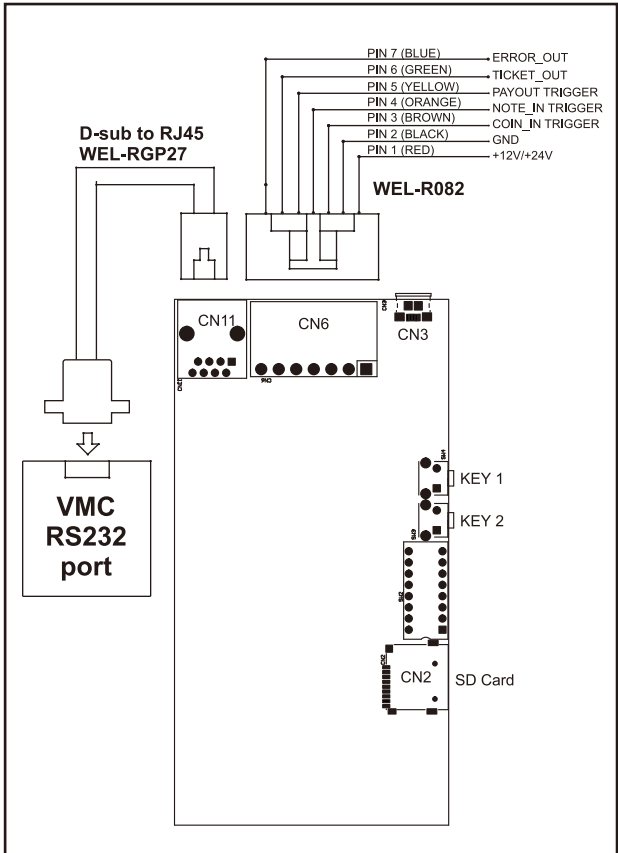 PIN 7 (BLUE) ERROR_OUT
PIN 6 (GREEN) TICKET_OUT
PIN 5 (YELLOW) PAYOUT TRIGGER
PIN 4 (ORANGE) NOTE_IN TRIGGER
PIN 3 (BROWN) COIN_IN TRIGGER
PIN 2 (BLACK) GND
PIN 1 (RED) +12V/+24V
D-sub to RJ45
WEL-RGP27
WEL-R082
CN11
CN6
CN3
KEY 1
KEY 2
VMC
RS232
port
CN2
SD Card